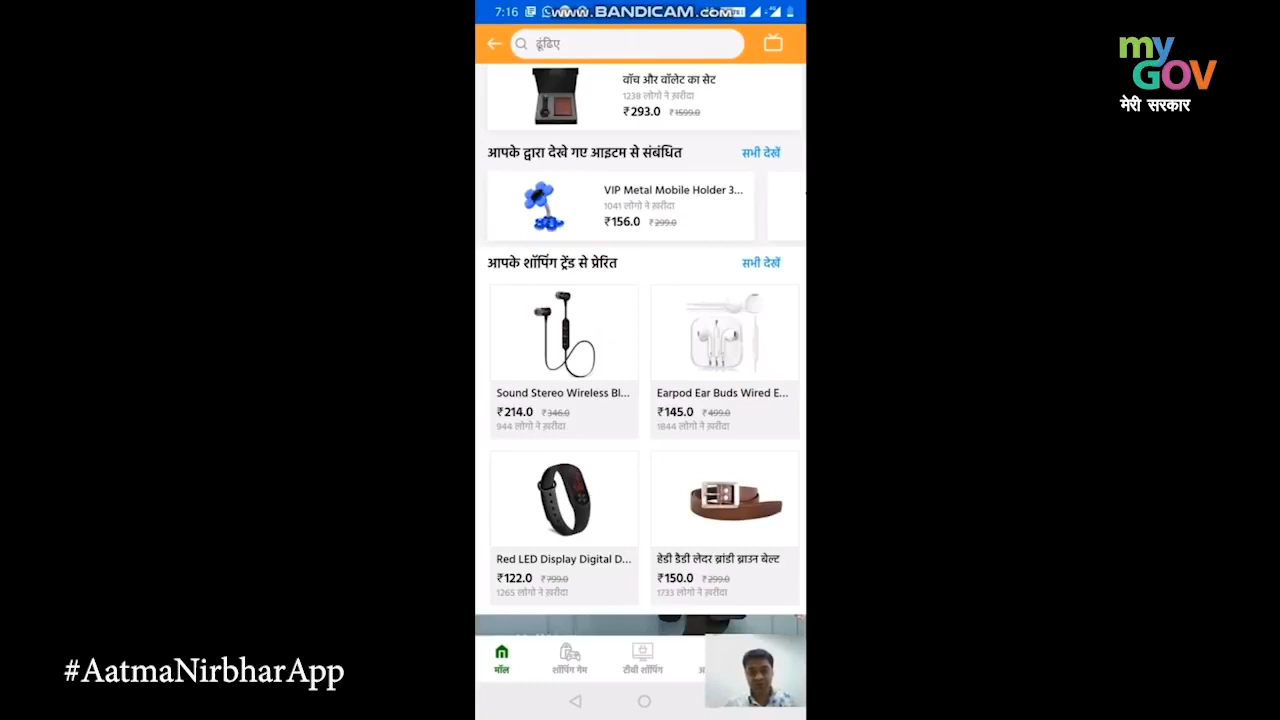 7:16
www.BANDICAM.com
ढूंढिए
my
GOV
मेरी सरकार
वॉच और वॉलेट का सेट
1238 लोगो ने ख़रीदा
₹293.0 ₹1599.0
आपके द्वारा देखे गए आइटम से संबंधित सभी देखें
VIP Metal Mobile Holder 3...
1041 लोगो ने ख़रीदा
₹156.0 ₹299.0
आपके शॉपिंग ट्रेंड से प्रेरित सभी देखें
Sound Stereo Wireless Bl...
₹214.0 ₹346.0
944 लोगो ने ख़रीदा
Earpod Ear Buds Wired E...
₹145.0 ₹499.0
1844 लोगो ने ख़रीदा
Red LED Display Digital D...
₹122.0 ₹799.0
1265 लोगो ने ख़रीदा
हेडी डैडी लेदर ब्रांडी ब्राउन बेल्ट
₹150.0 ₹299.0
1733 लोगो ने ख़रीदा
मॉल शॉपिंग गेम टीवी शॉपिंग
#AatmaNirbharApp